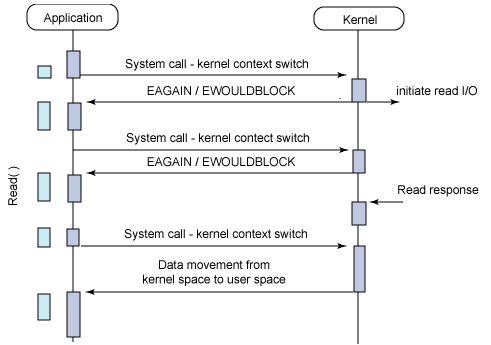 Application
Kernel
System call - kernel context switch
EAGAIN / EWOULDBLOCK
initiate read I/O
System call - kernel contect switch
EAGAIN / EWOULDBLOCK
Read( )
Read response
System call - kernel context switch
Data movement from
kernel space to user space